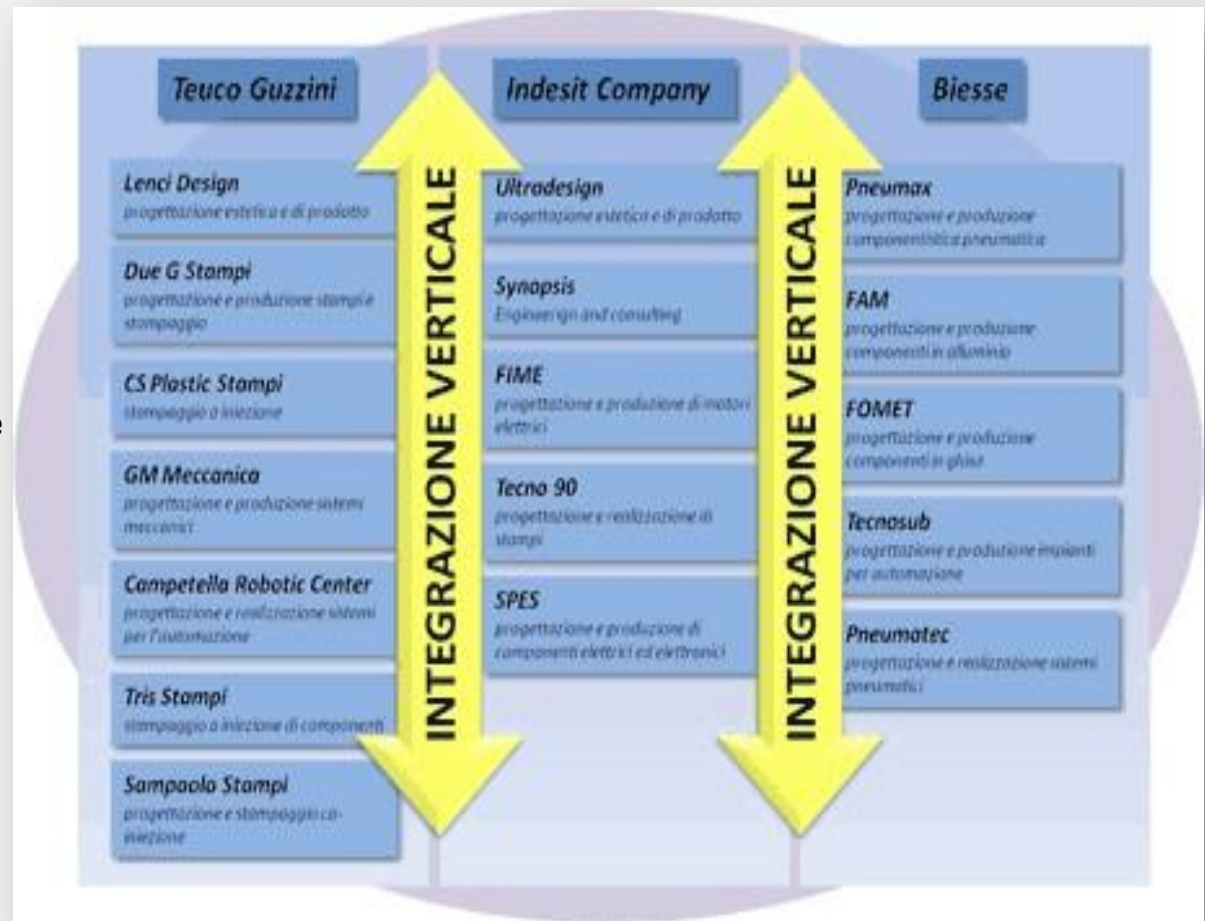 Teuco Guzzini
Lenci Design
progettazione estetica e di prodotto
Due G Stampi
progettazione e produzione stampi e
stampaggio
CS Plastic Stampi
stampaggio a iniezione
GM Meccanica
progettazione e produzione sistemi
meccanici
Campetella Robotic Center
progettazione e realizzazione sistemi
per l'automazione
Tris Stampi
stampaggio a iniezione di componenti
Sampaolo Stampi
progettazione e stampaggio co-
iniezione
INTEGRAZIONE VERTICALE
Indesit Company
Ultradesign
progettazione estetica e di prodotto
Synopsis
Engineerign and consulting
FIME
progettazione e produzione di motori
elettrici
Tecno 90
progettazione e realizzazione di
stampi
SPES
progettazione e produzione di
componenti elettrici ed elettronici
INTEGRAZIONE VERTICALE
Biesse
Pneumax
progettazione e produzione
componentistica pneumatica
FAM
progettazione e produzione
componenti in alluminio
FOMET
progettazione e produzione
componenti in ghisa
Tecnosub
progettazione e produzione impianti
per automazione
Pneumatec
progettazione e realizzazione sistemi
pneumatici